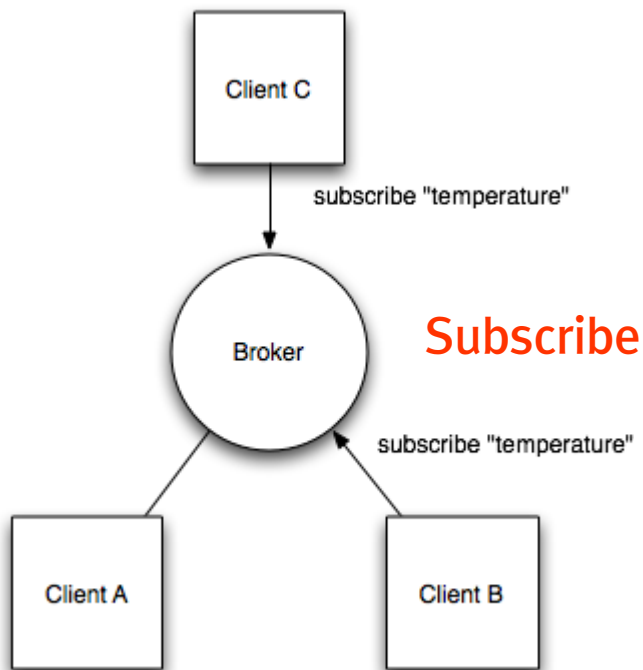 Client C
subscribe "temperature"
Broker
Subscribe
subscribe "temperature"
Client A
Client B